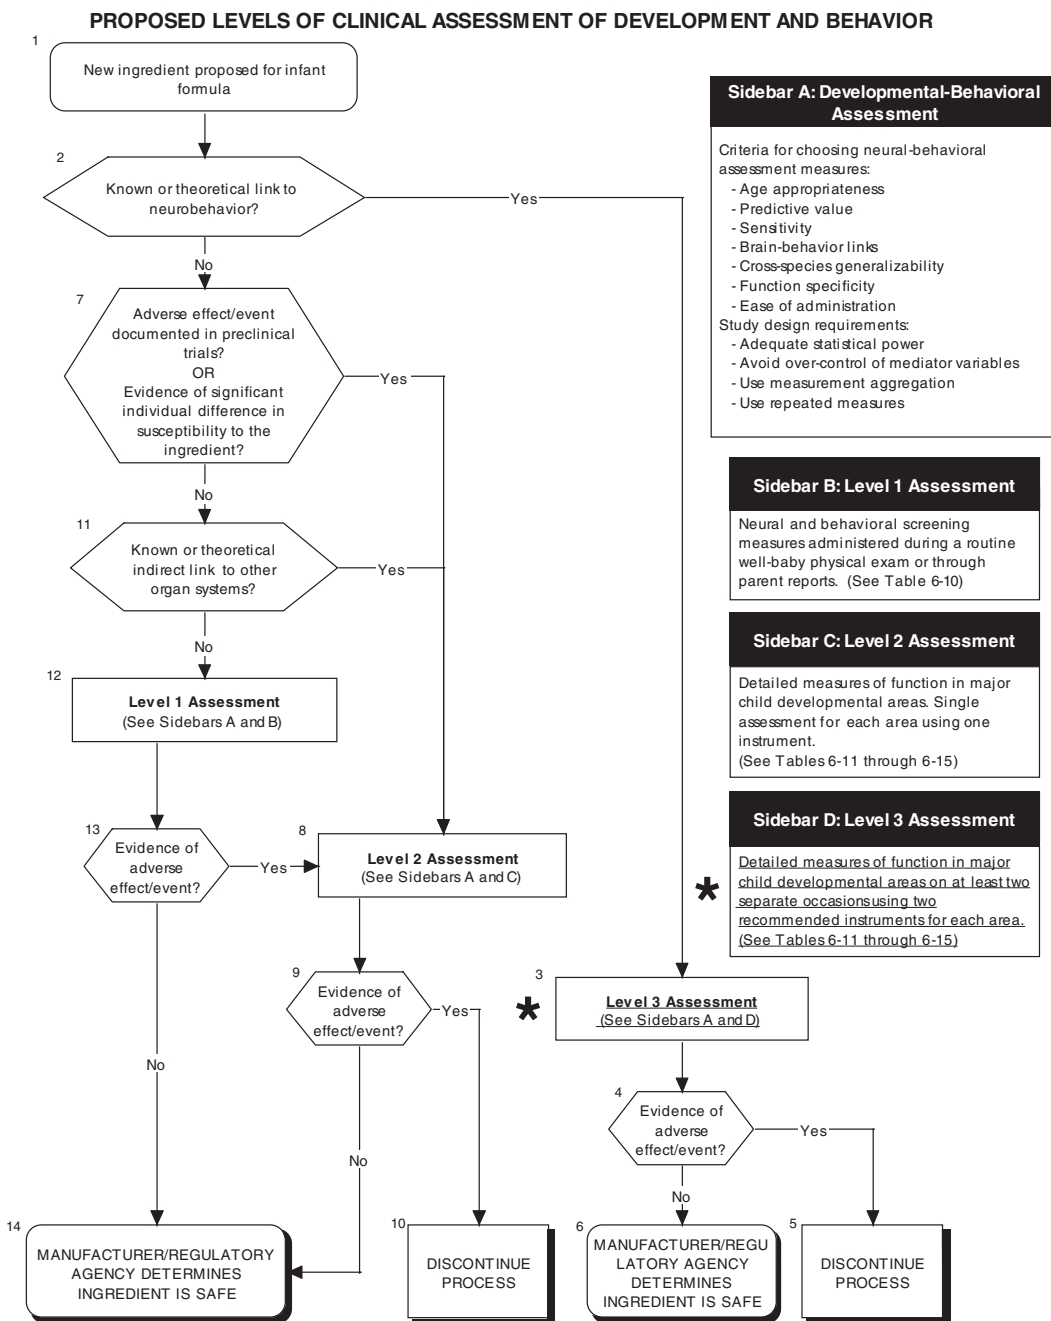 PROPOSED LEVELS OF CLINICAL ASSESSMENT OF DEVELOPMENT AND BEHAVIOR
1
New ingredient proposed for infant
formula
2
Known or theoretical link to
neurobehavior?
Yes
No
7
Adverse effect/event
documented in preclinical
trials?
OR
Evidence of significant
individual difference in
susceptibility to the
ingredient?
Yes
No
11
Known or theoretical
indirect link to other
organ systems?
Yes
No
12
Level 1 Assessment
(See Sidebars A and B)
13
Evidence of
adverse
effect/event?
Yes
No
8
Level 2 Assessment
(See Sidebars A and C)
9
Evidence of
adverse
effect/event?
Yes
No
14
MANUFACTURER/REGULATORY
AGENCY DETERMINES
INGREDIENT IS SAFE
10
DISCONTINUE
PROCESS
3
*
Level 3 Assessment
(See Sidebars A and D)
4
Evidence of
adverse
effect/event?
Yes
No
6
MANUFACTURER/REGU
LATORY AGENCY
DETERMINES
INGREDIENT IS SAFE
5
DISCONTINUE
PROCESS
Sidebar A: Developmental-Behavioral
Assessment
Criteria for choosing neural-behavioral
assessment measures:
- Age appropriateness
- Predictive value
- Sensitivity
- Brain-behavior links
- Cross-species generalizability
- Function specificity
- Ease of administration
Study design requirements:
- Adequate statistical power
- Avoid over-control of mediator variables
- Use measurement aggregation
- Use repeated measures
Sidebar B: Level 1 Assessment
Neural and behavioral screening
measures administered during a routine
well-baby physical exam or through
parent reports. (See Table 6-10)
Sidebar C: Level 2 Assessment
Detailed measures of function in major
child developmental areas. Single
assessment for each area using one
instrument.
(See Tables 6-11 through 6-15)
Sidebar D: Level 3 Assessment
*
Detailed measures of function in major
child developmental areas on at least two
separate occasionsusing two
recommended instruments for each area.
(See Tables 6-11 through 6-15)